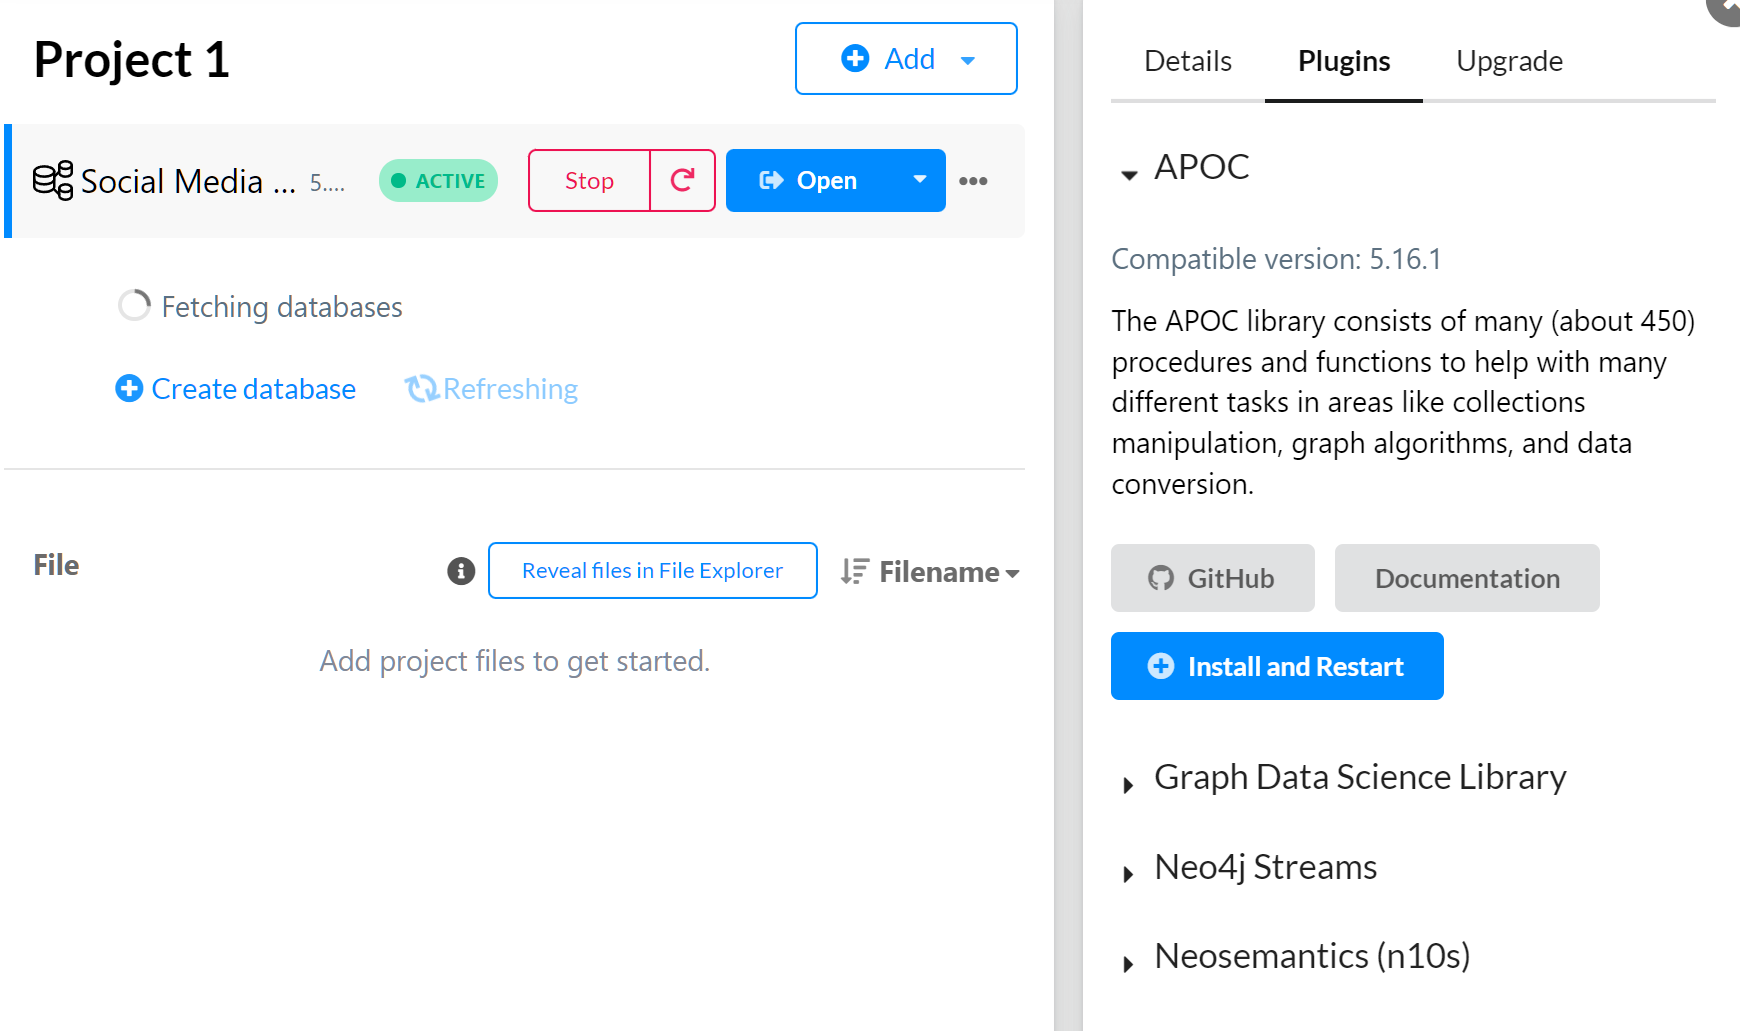 Project 1
Add
Social Media ... 5....
ACTIVE
Stop
Open
Fetching databases
Create database
Refreshing
File
Reveal files in File Explorer
Filename
Add project files to get started.
Details
Plugins
Upgrade
APOC
Compatible version: 5.16.1
The APOC library consists of many (about 450)
procedures and functions to help with many
different tasks in areas like collections
manipulation, graph algorithms, and data
conversion.
GitHub
Documentation
Install and Restart
Graph Data Science Library
Neo4j Streams
Neosemantics (n10s)